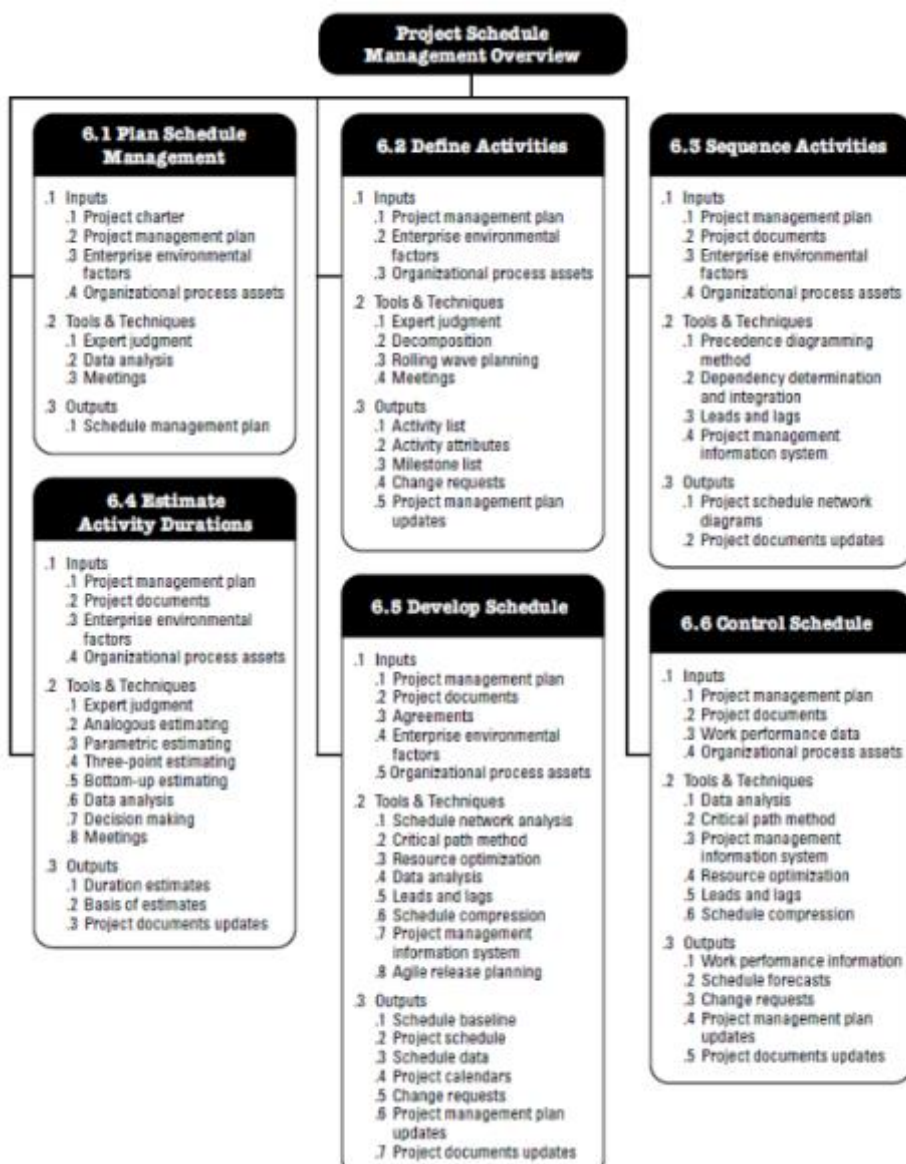 Project Schedule
Management Overview
6.1 Plan Schedule
Management
.1 Inputs
.1 Project charter
.2 Project management plan
.3 Enterprise environmental
factors
.4 Organizational process assets
.2 Tools & Techniques
.1 Expert judgment
.2 Data analysis
.3 Meetings
.3 Outputs
.1 Schedule management plan
6.2 Define Activities
.1 Inputs
.1 Project management plan
.2 Enterprise environmental
factors
.3 Organizational process assets
.2 Tools & Techniques
.1 Expert judgment
.2 Decomposition
.3 Rolling wave planning
.4 Meetings
.3 Outputs
.1 Activity list
.2 Activity attributes
.3 Milestone list
.4 Change requests
.5 Project management plan
updates
6.3 Sequence Activities
.1 Inputs
.1 Project management plan
.2 Project documents
.3 Enterprise environmental
factors
.4 Organizational process assets
.2 Tools & Techniques
.1 Precedence diagramming
method
.2 Dependency determination
and integration
.3 Leads and lags
.4 Project management
information system
.3 Outputs
.1 Project schedule network
diagrams
.2 Project documents updates
6.4 Estimate
Activity Durations
.1 Inputs
.1 Project management plan
.2 Project documents
.3 Enterprise environmental
factors
.4 Organizational process assets
.2 Tools & Techniques
.1 Expert judgment
.2 Analogous estimating
.3 Parametric estimating
.4 Three-point estimating
.5 Bottom-up estimating
.6 Data analysis
.7 Decision making
.8 Meetings
.3 Outputs
.1 Duration estimates
.2 Basis of estimates
.3 Project documents updates
6.5 Develop Schedule
.1 Inputs
.1 Project management plan
.2 Project documents
.3 Agreements
.4 Enterprise environmental
factors
.5 Organizational process assets
.2 Tools & Techniques
.1 Schedule network analysis
.2 Critical path method
.3 Resource optimization
.4 Data analysis
.5 Leads and lags
.6 Schedule compression
.7 Project management
information system
.8 Agile release planning
.3 Outputs
.1 Schedule baseline
.2 Project schedule
.3 Schedule data
.4 Project calendars
.5 Change requests
.6 Project management plan
updates
.7 Project documents updates
6.6 Control Schedule
.1 Inputs
.1 Project management plan
.2 Project documents
.3 Work performance data
.4 Organizational process assets
.2 Tools & Techniques
.1 Data analysis
.2 Critical path method
.3 Project management
information system
.4 Resource optimization
.5 Leads and lags
.6 Schedule compression
.3 Outputs
.1 Work performance information
.2 Schedule forecasts
.3 Change requests
.4 Project management plan
updates
.5 Project documents updates